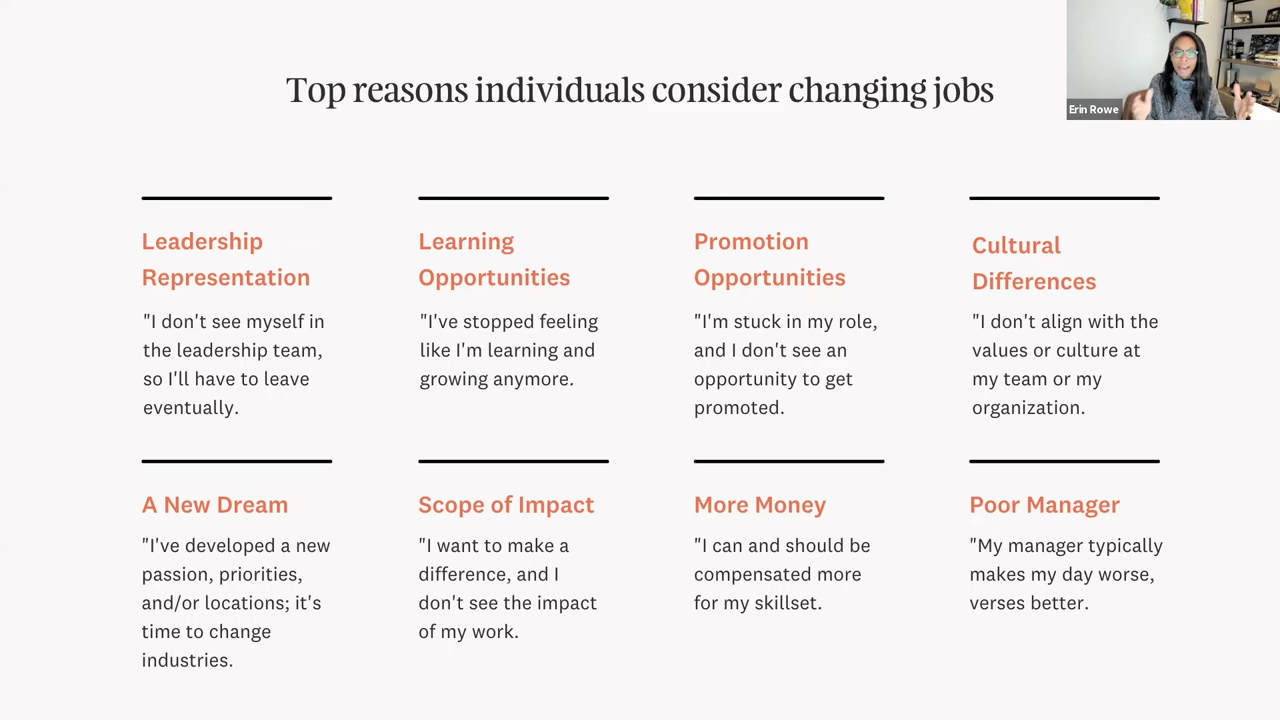 Top reasons individuals consider changing jobs
Erin Rowe
Leadership
Representation
"I don't see myself in
the leadership team,
so I'll have to leave
eventually.
Learning
Opportunities
"I've stopped feeling
like I'm learning and
growing anymore.
Promotion
Opportunities
"I'm stuck in my role,
and I don't see an
opportunity to get
promoted.
Cultural
Differences
"I don't align with the
values or culture at
my team or my
organization.
A New Dream
"I've developed a new
passion, priorities,
and/or locations; it's
time to change
industries.
Scope of Impact
"I want to make a
difference, and I
don't see the impact
of my work.
More Money
"I can and should be
compensated more
for my skillset.
Poor Manager
"My manager typically
makes my day worse,
verses better.